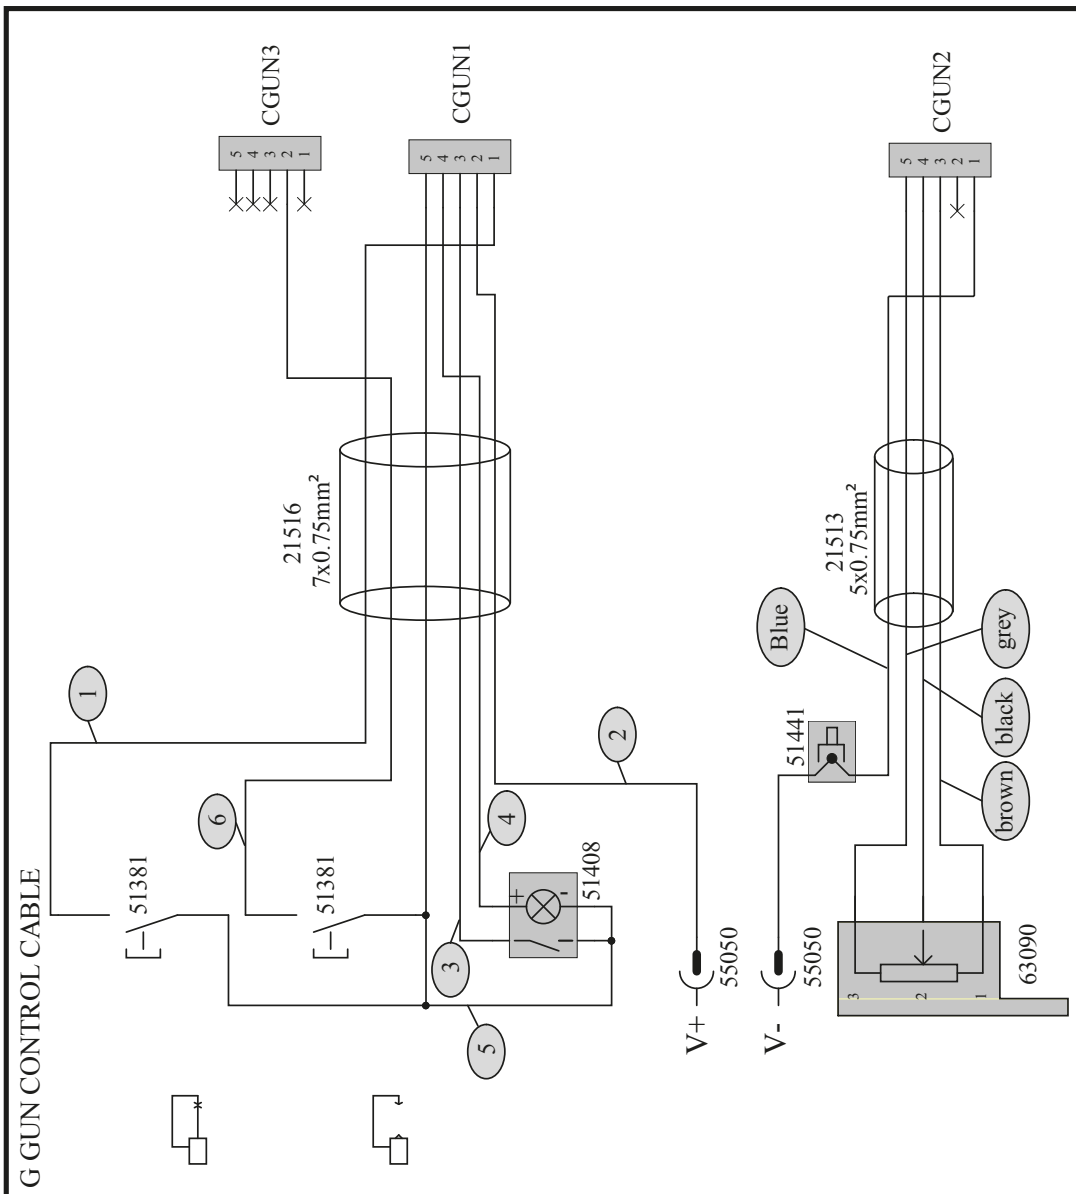 G GUN CONTROL CABLE
CGUN3
5
4
3
2
1
CGUN1
5
4
3
2
1
CGUN2
5
4
3
2
1
21516
7x0.75mm²
21513
5x0.75mm²
1
6
2
4
3
5
51381
51381
+
-
51408
Blue
grey
black
brown
51441
V+
55050
V-
55050
3
2
1
63090